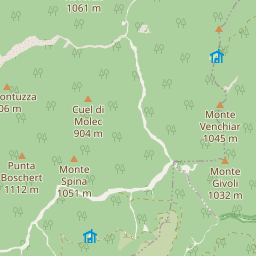 1061 m
ontuzza
06 m
Cuel di
Molec
904 m
Monte
Venchiar
1045 m
Punta
Boschert
1112 m
Monte
Spina
1051 m
Monte
Givoli
1032 m